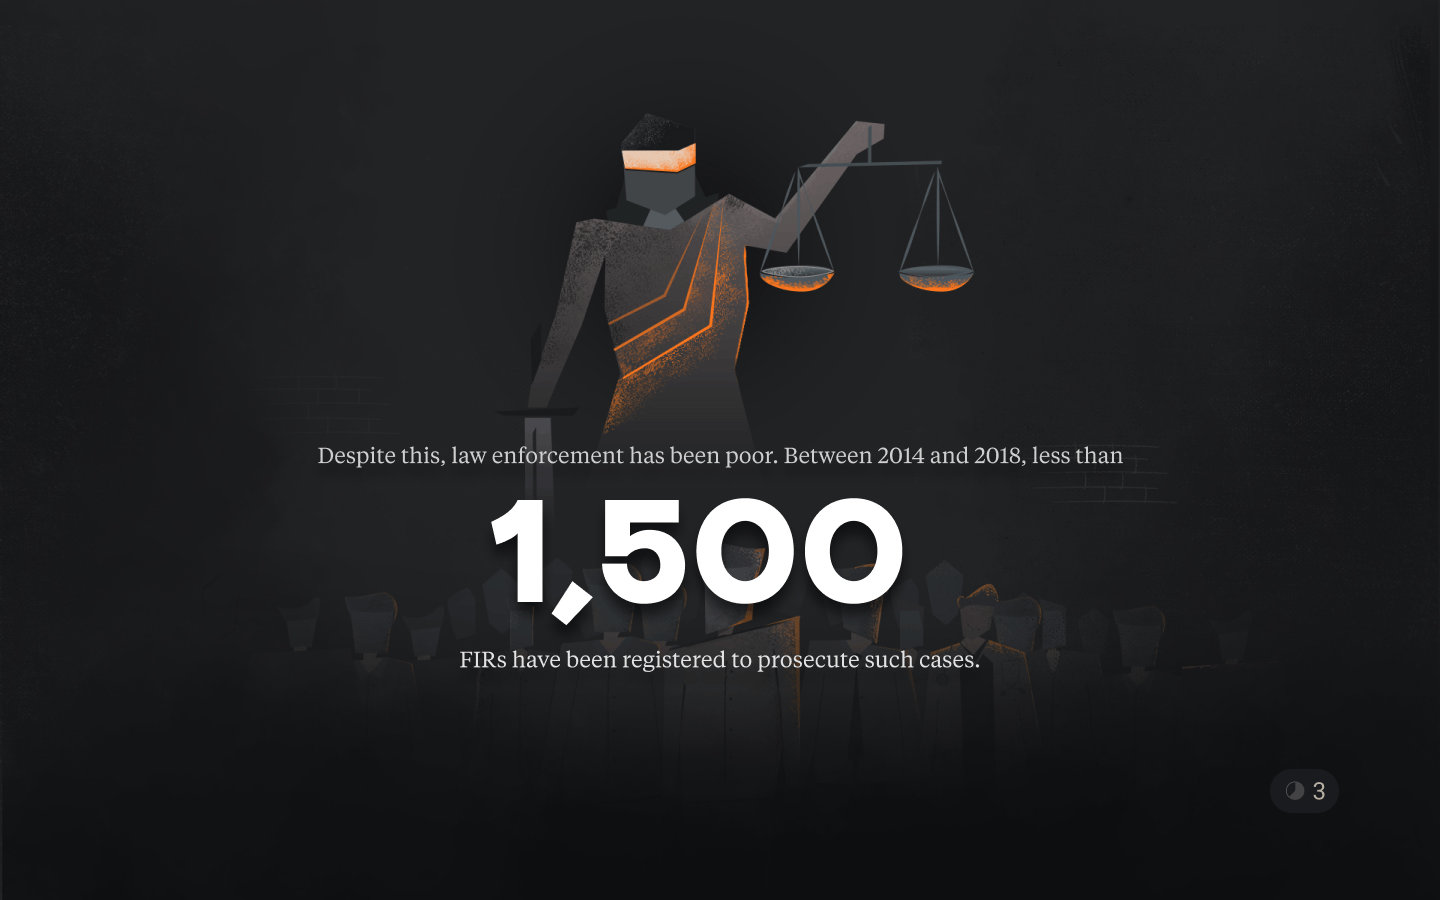 Despite this, law enforcement has been poor. Between 2014 and 2018, less than
1,500
FIRs have been registered to prosecute such cases.
3